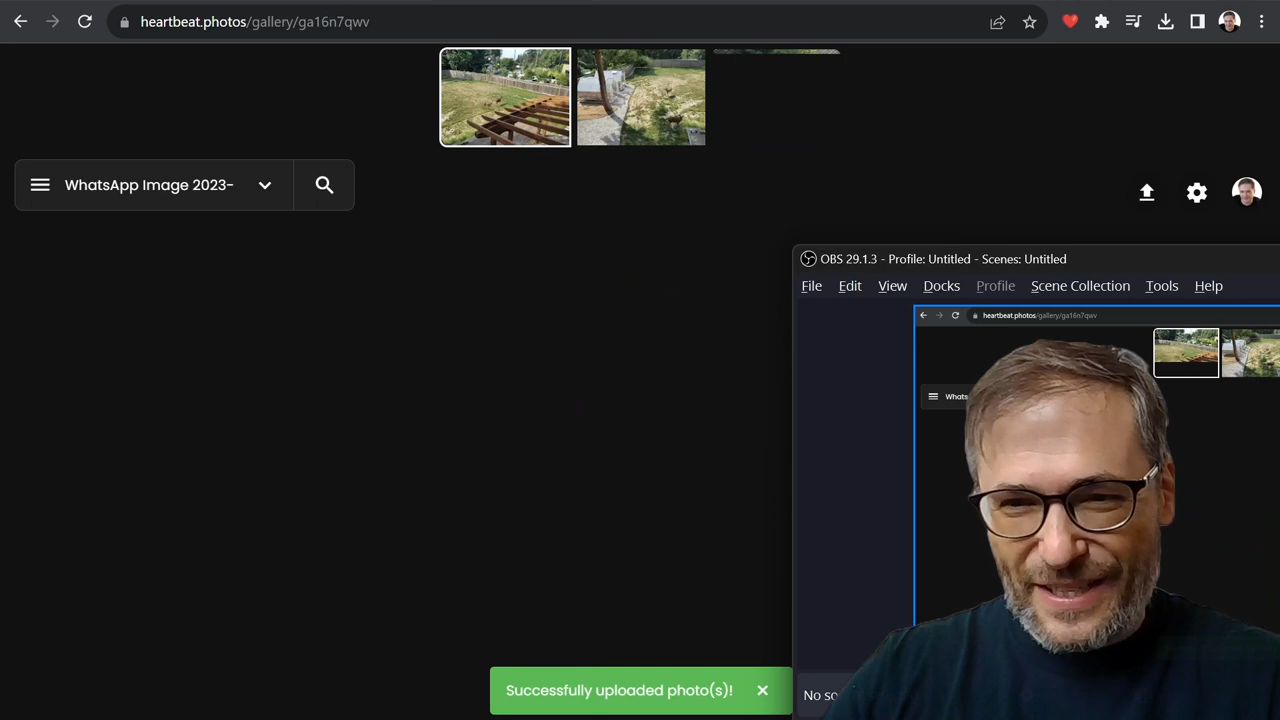 heartbeat.photos/gallery/ga16n7qwv
WhatsApp Image 2023-
OBS 29.1.3 - Profile: Untitled - Scenes: Untitled
File Edit View Docks Profile Scene Collection Tools Help
heartbeat.photos/gallery/ga16n7qwv
Whats
Successfully uploaded photo(s)!
No so